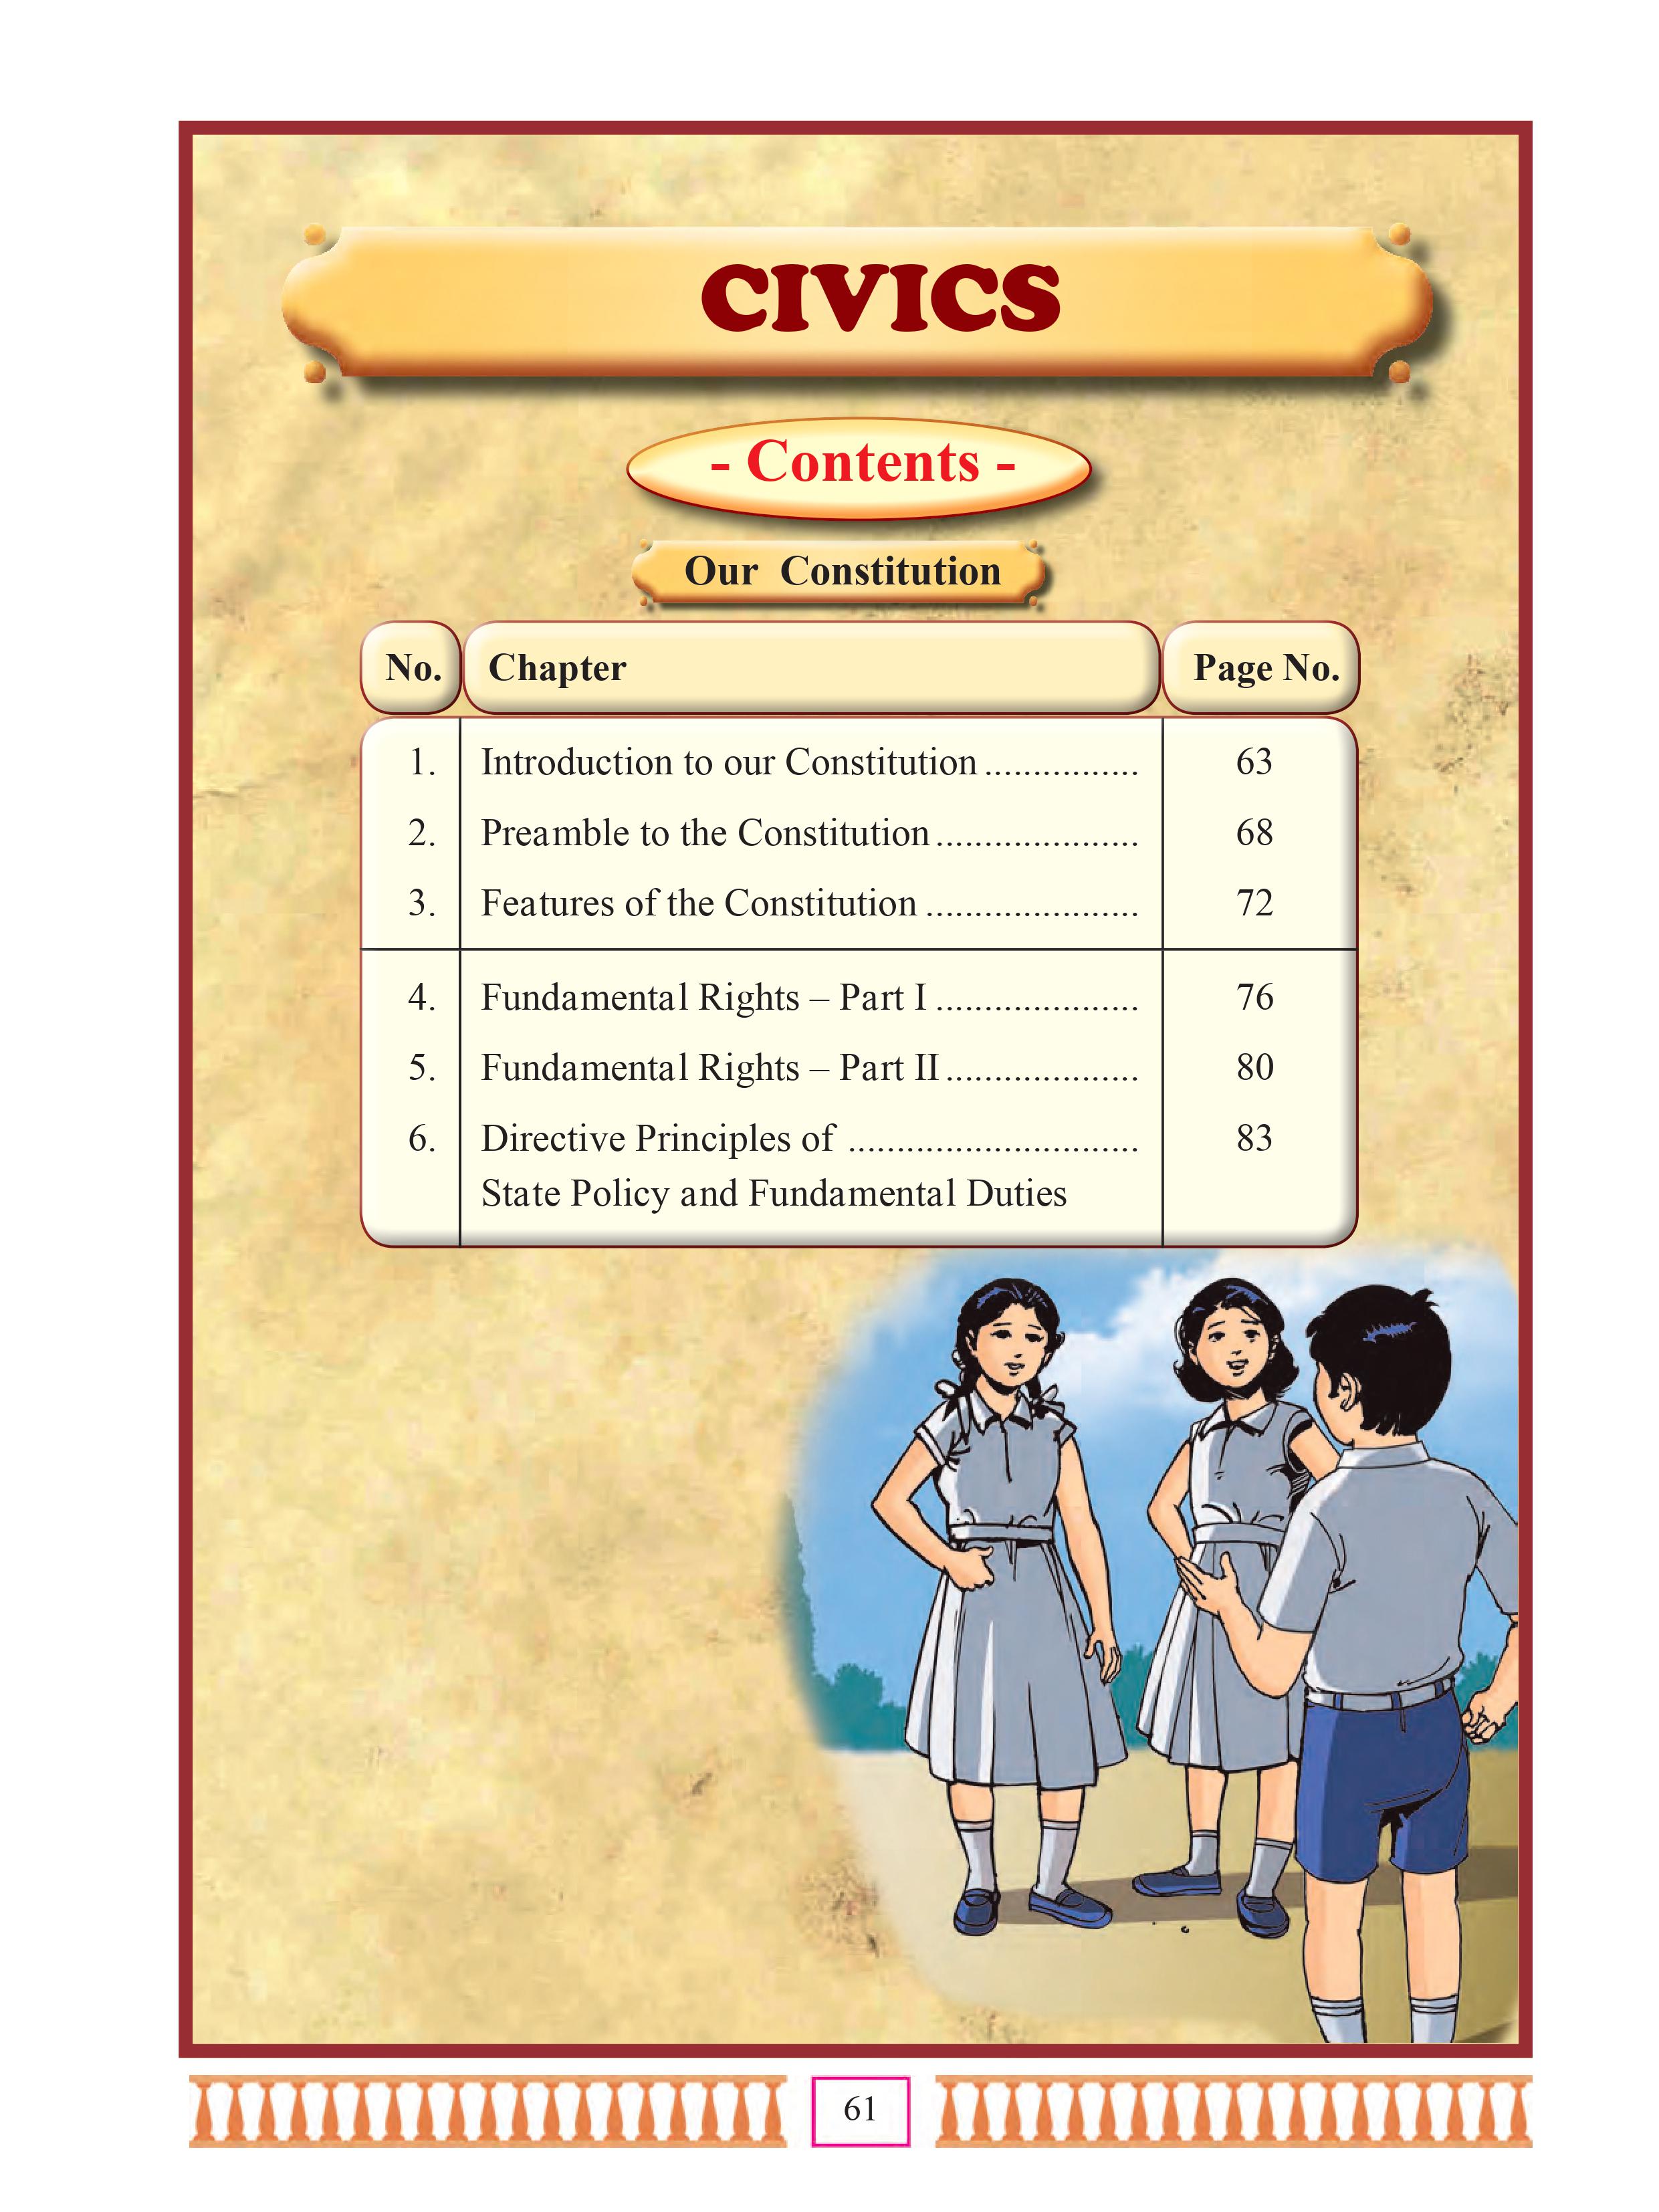 CIVICS
- Contents -
Our Constitution
No. Chapter Page No.
1. Introduction to our Constitution ................ 63
2. Preamble to the Constitution ..................... 68
3. Features of the Constitution ...................... 72
4. Fundamental Rights – Part I ..................... 76
5. Fundamental Rights – Part II .................... 80
6. Directive Principles of .............................. 83
State Policy and Fundamental Duties
61